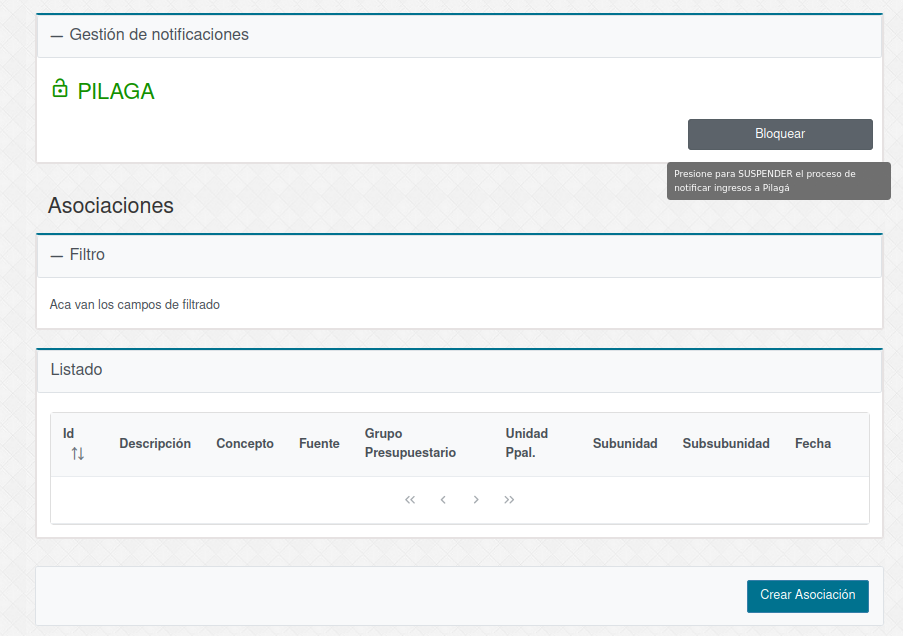 Gestión de notificaciones
PILAGA
Bloquear
Presione para SUSPENDER el proceso de
notificar ingresos a Pilagá
Asociaciones
Filtro
Aca van los campos de filtrado
Listado
Id
Descripción
Concepto
Fuente
Grupo
Presupuestario
Unidad
Ppal.
Subunidad
Subsubunidad
Fecha
Crear Asociación